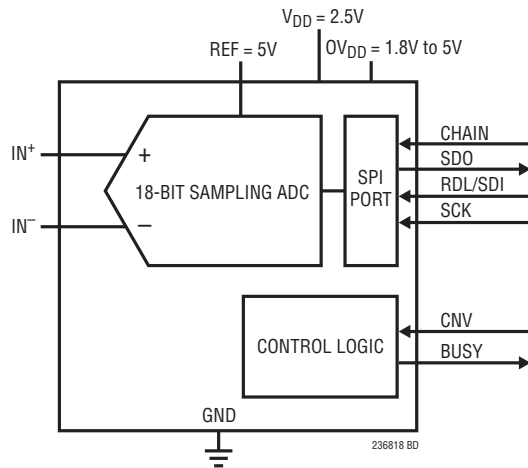 V_DD = 2.5V
REF = 5V
OV_DD = 1.8V to 5V
IN⁺
IN⁻
+
−
18-BIT SAMPLING ADC
SPI
PORT
CHAIN
SDO
RDL/SDI
SCK
CONTROL LOGIC
CNV
BUSY
GND
236818 BD